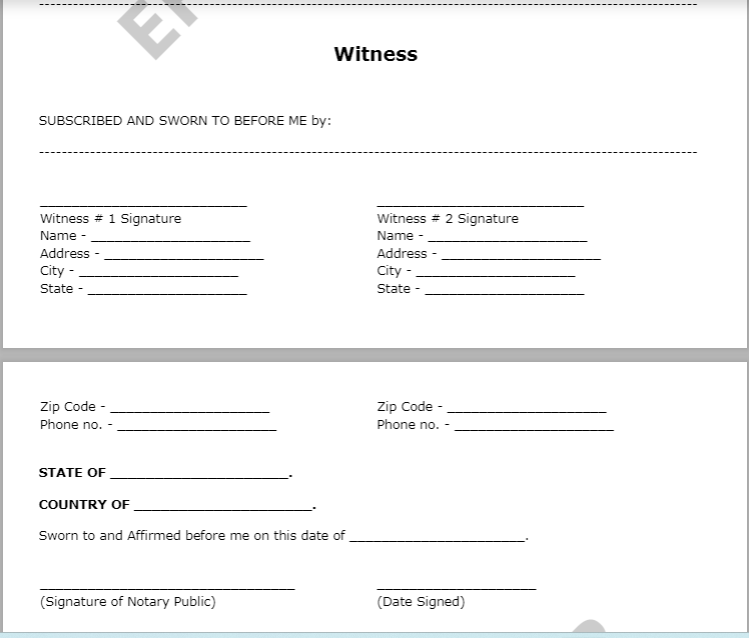 Witness
SUBSCRIBED AND SWORN TO BEFORE ME by:
Witness # 1 Signature
Name - ____________________
Address - ____________________
City - ____________________
State - ____________________
Witness # 2 Signature
Name - ____________________
Address - ____________________
City - ____________________
State - ____________________
Zip Code - ____________________
Phone no. - ____________________
Zip Code - ____________________
Phone no. - ____________________
STATE OF ______________________.
COUNTRY OF ______________________.
Sworn to and Affirmed before me on this date of ______________________.
(Signature of Notary Public)
(Date Signed)